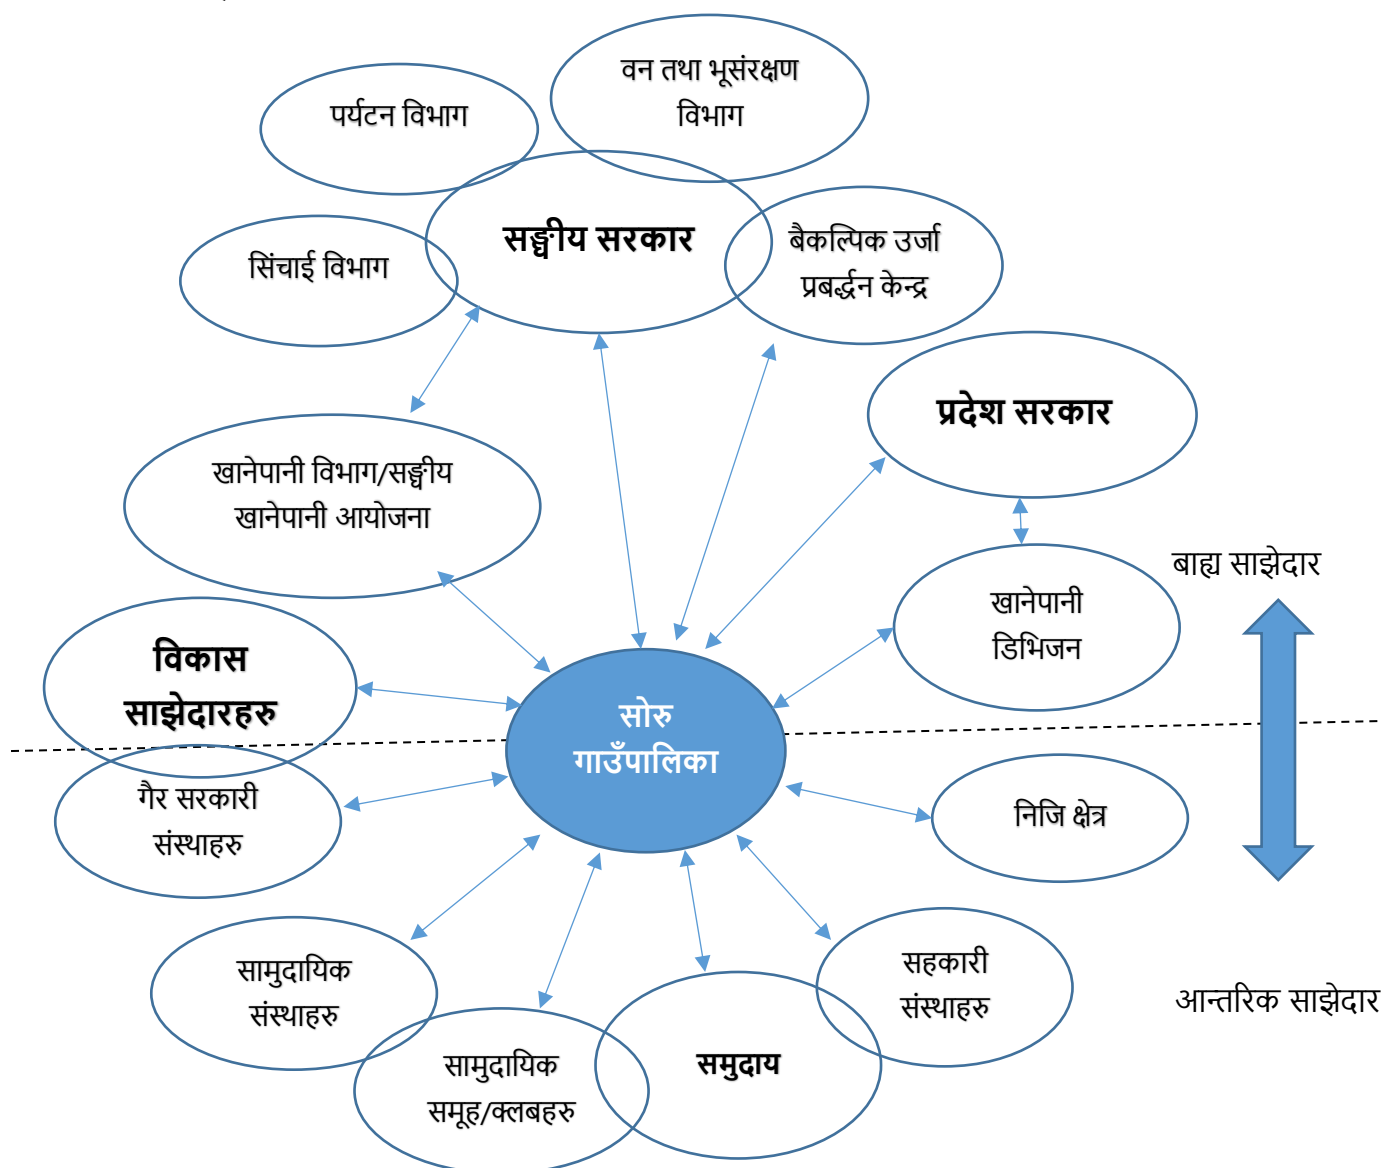 वन तथा भूसंरक्षण
विभाग
पर्यटन विभाग
सङ्घीय सरकार
बैकल्पिक उर्जा
प्रबर्द्धन केन्द्र
सिंचाई विभाग
प्रदेश सरकार
खानेपानी विभाग/सङ्घीय
खानेपानी आयोजना
बाह्य साझेदार
खानेपानी
डिभिजन
विकास
साझेदारहरु
सोरु
गाउँपालिका
गैर सरकारी
संस्थाहरु
निजि क्षेत्र
सामुदायिक
संस्थाहरु
सहकारी
संस्थाहरु
आन्तरिक साझेदार
सामुदायिक
समूह/क्लबहरु
समुदाय